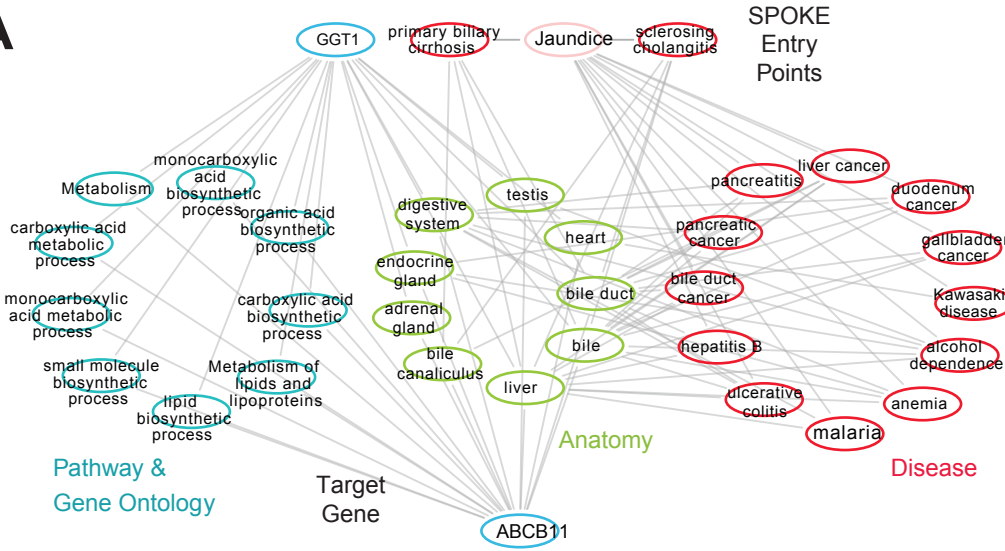 A
GGT1
primary biliary
cirrhosis
Jaundice
sclerosing
cholangitis
SPOKE
Entry
Points
Metabolism
monocarboxylic
acid
biosynthetic
process
carboxylic acid
metabolic
process
organic acid
biosynthetic
process
monocarboxylic
acid metabolic
process
carboxylic acid
biosynthetic
process
small molecule
biosynthetic
process
Metabolism of
lipids and
lipoproteins
lipid
biosynthetic
process
digestive
system
testis
heart
endocrine
gland
bile duct
adrenal
gland
bile
bile
canaliculus
liver
pancreatitis
liver cancer
duodenum
cancer
pancreatic
cancer
gallbladder
cancer
bile duct
cancer
Kawasaki
disease
hepatitis B
alcohol
dependence
ulcerative
colitis
anemia
malaria
Pathway &
Gene Ontology
Target
Gene
Anatomy
Disease
ABCB11